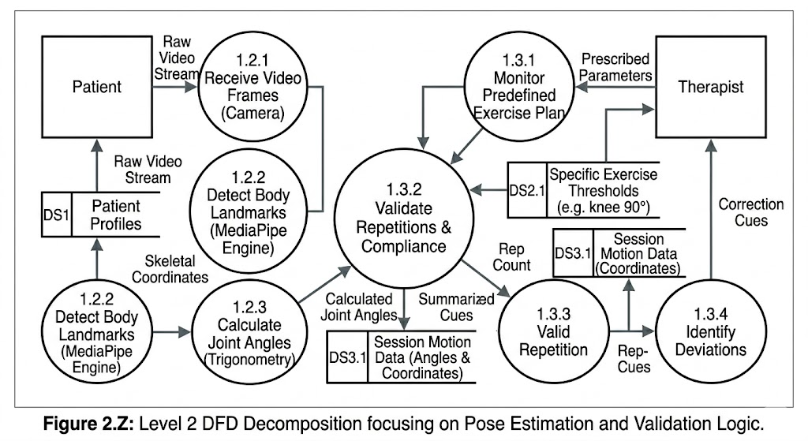 Patient
Raw
Video
Stream
1.2.1
Receive Video
Frames
(Camera)
1.3.1
Monitor
Predefined
Exercise Plan
Prescribed
Parameters
Therapist
Raw Video
Stream
DS1
Patient
Profiles
1.2.2
Detect Body
Landmarks
(MediaPipe
Engine)
1.3.2
Validate
Repetitions &
Compliance
DS2.1
Specific Exercise
Thresholds
(e.g. knee 90°)
Correction
Cues
Skeletal
Coordinates
Rep
Count
DS3.1
Session
Motion Data
(Coordinates)
1.2.2
Detect Body
Landmarks
(MediaPipe
Engine)
1.2.3
Calculate
Joint Angles
(Trigonometry)
Calculated
Joint Angles
Summarized
Cues
DS3.1
Session Motion
Data (Angles &
Coordinates)
1.3.3
Valid
Repetition
Rep-
Cues
1.3.4
Identify
Deviations
Figure 2.Z: Level 2 DFD Decomposition focusing on Pose Estimation and Validation Logic.